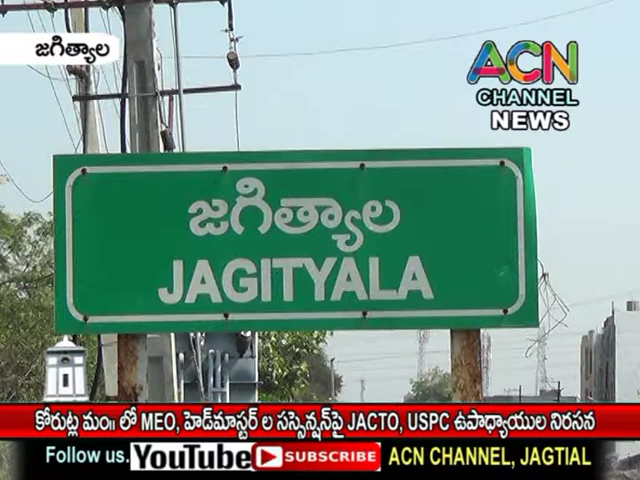 జగిత్యాల
ACN
CHANNEL
NEWS
జగిత్యాల
JAGITYALA
కోరుట్ల మం॥ లో MEO, హెడ్‌మాస్టర్ ల సస్పెన్షన్‌పై JACTO, USPC ఉపాధ్యాయుల నిరసన
Follow us. YouTube SUBSCRIBE ACN CHANNEL, JAGTIAL